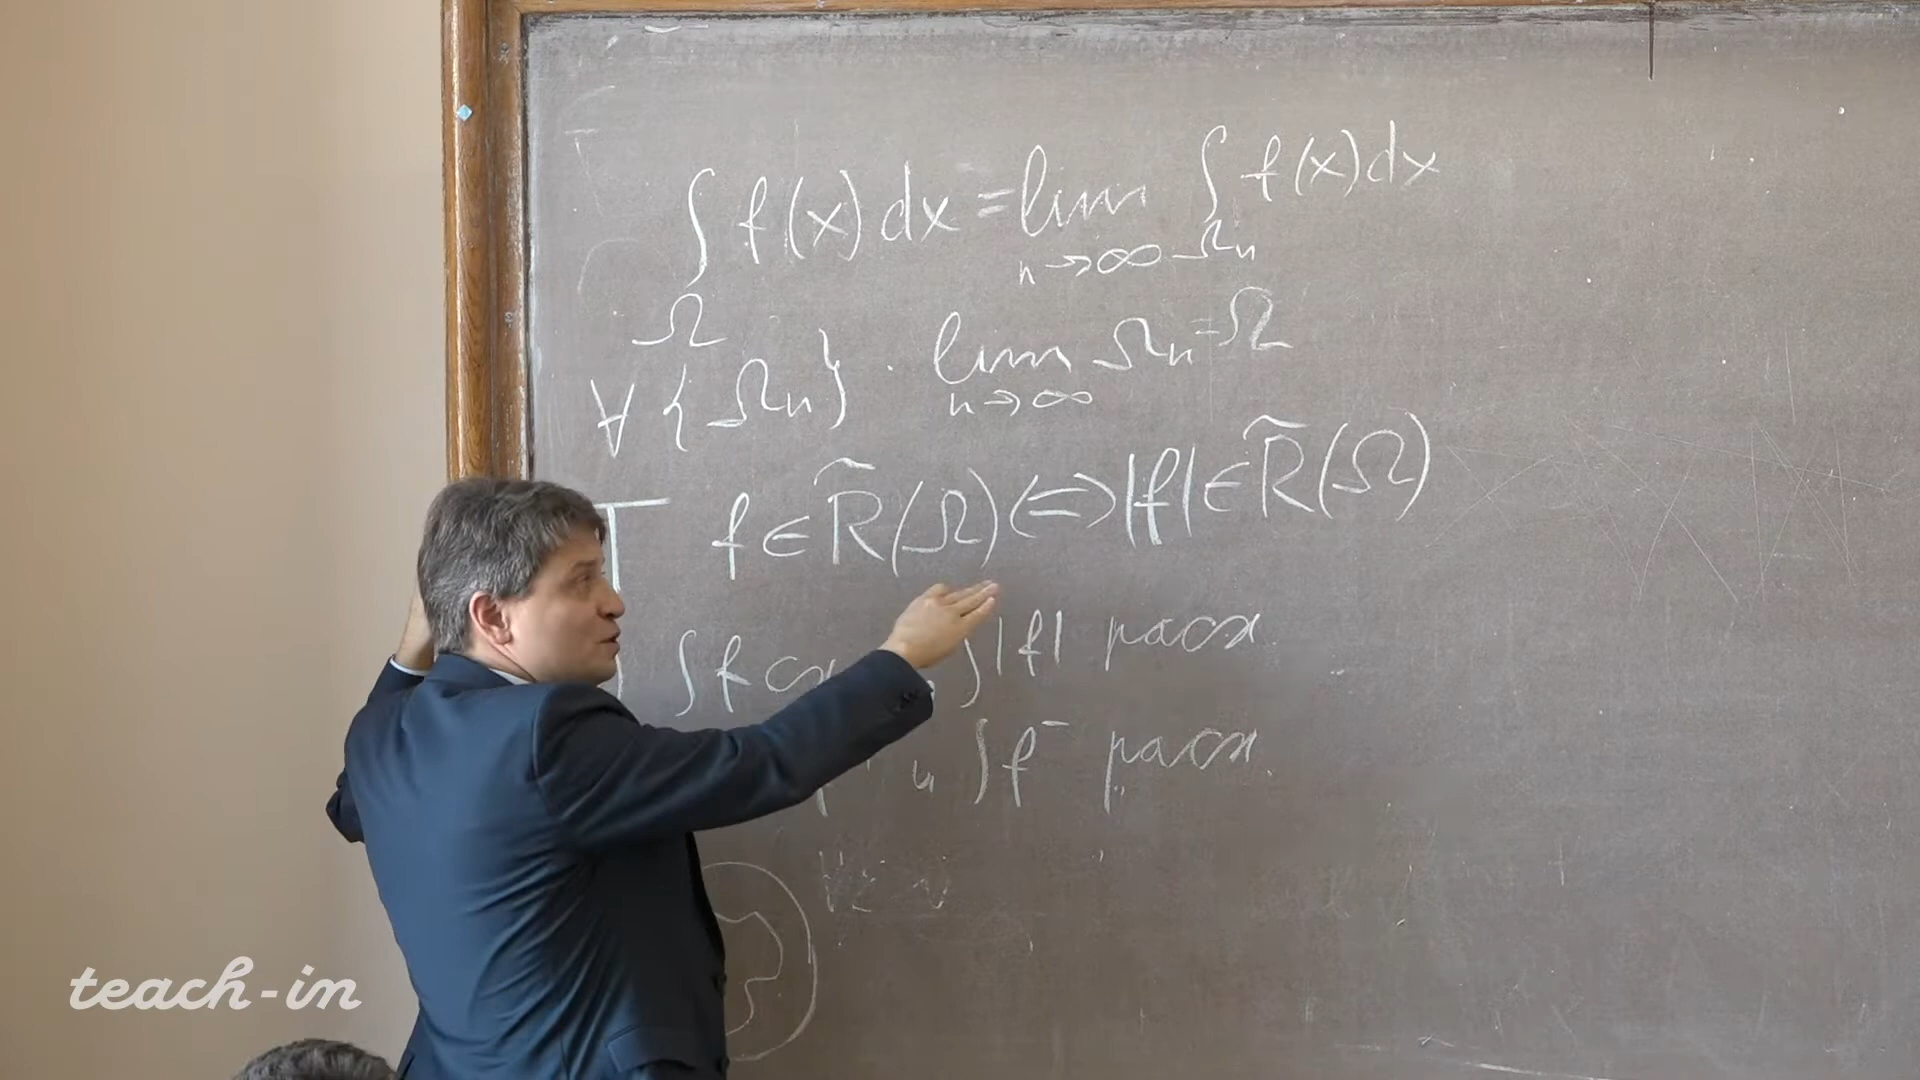 ∫ f(x)dx = lim ∫ f(x)dx
Ω n→∞ Ωn
∀ {Ωn} . lim Ωn = Ω
n→∞
T f ∈ R̃(Ω) ⟺ |f| ∈ R̃(Ω)
∫f ∫|f| расх.
и ∫f⁻ расх.
teach-in